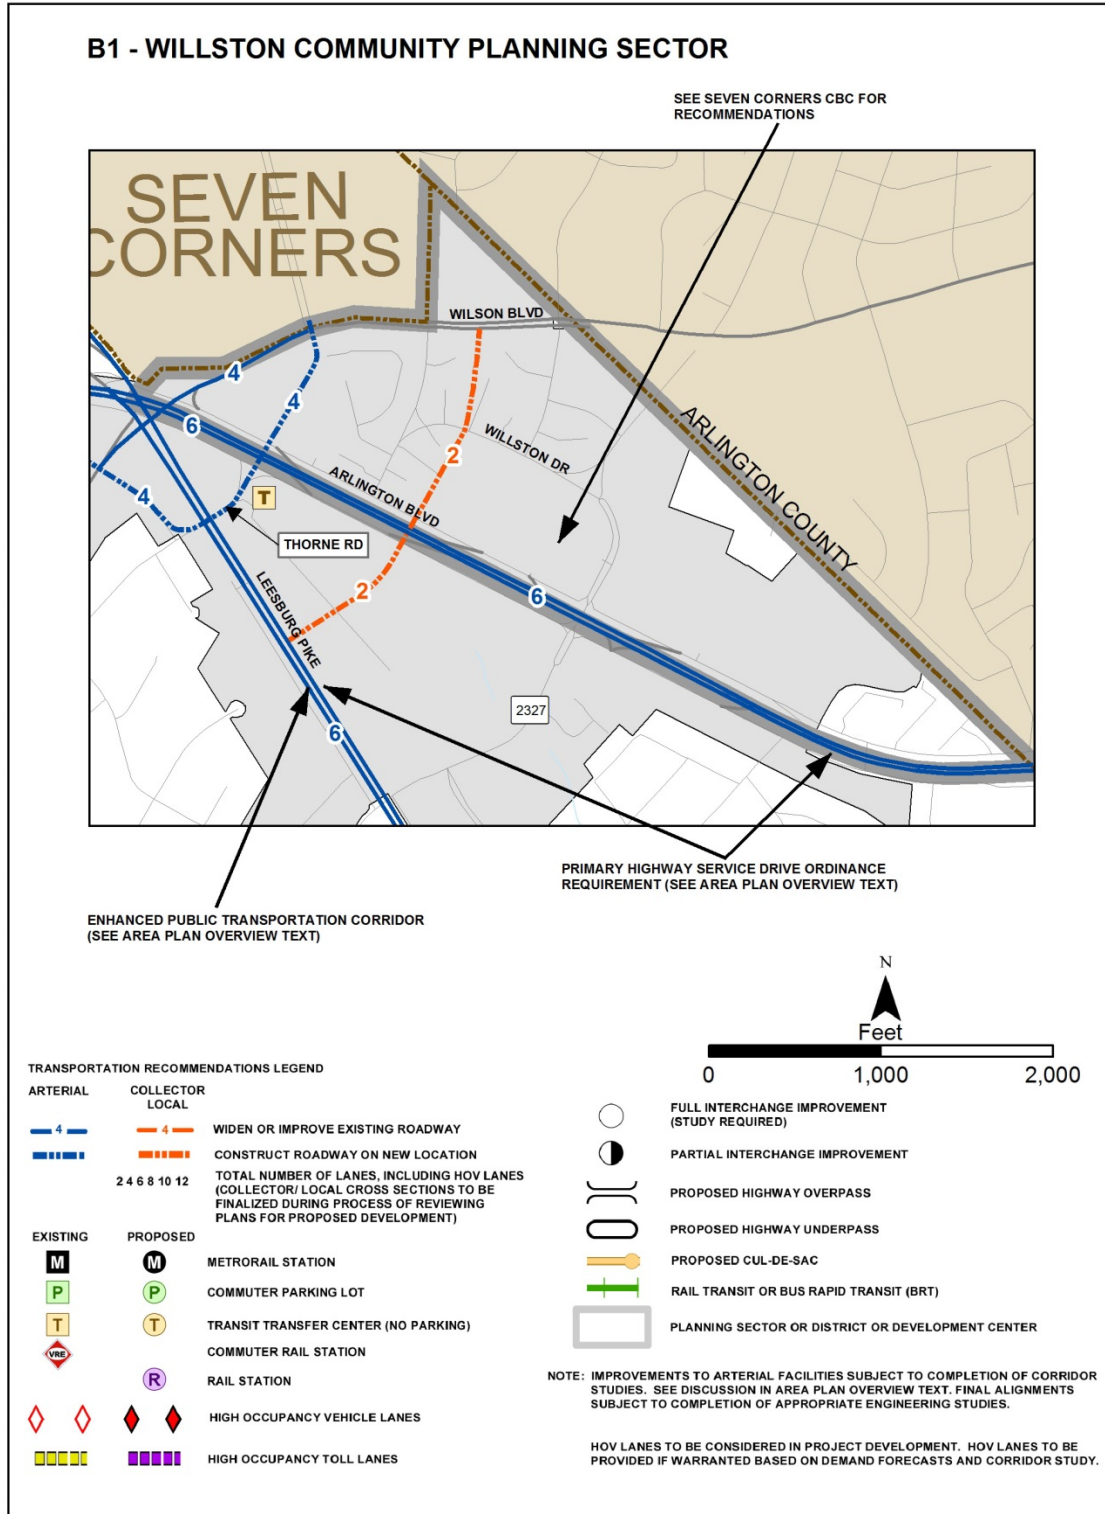 B1 - WILLSTON COMMUNITY PLANNING SECTOR
SEE SEVEN CORNERS CBC FOR
RECOMMENDATIONS
SEVEN
CORNERS
WILSON BLVD
4
4
6
WILLSTON DR
2
ARLINGTON BLVD
ARLINGTON COUNTY
4
T
THORNE RD
LEESBURG PIKE
2
6
2327
6
PRIMARY HIGHWAY SERVICE DRIVE ORDINANCE
REQUIREMENT (SEE AREA PLAN OVERVIEW TEXT)
ENHANCED PUBLIC TRANSPORTATION CORRIDOR
(SEE AREA PLAN OVERVIEW TEXT)
N
Feet
0 1,000 2,000
TRANSPORTATION RECOMMENDATIONS LEGEND
ARTERIAL COLLECTOR
LOCAL
4 4 WIDEN OR IMPROVE EXISTING ROADWAY
CONSTRUCT ROADWAY ON NEW LOCATION
2 4 6 8 10 12 TOTAL NUMBER OF LANES, INCLUDING HOV LANES
(COLLECTOR/ LOCAL CROSS SECTIONS TO BE
FINALIZED DURING PROCESS OF REVIEWING
PLANS FOR PROPOSED DEVELOPMENT)
EXISTING PROPOSED
M M METRORAIL STATION
P P COMMUTER PARKING LOT
T T TRANSIT TRANSFER CENTER (NO PARKING)
VRE COMMUTER RAIL STATION
R RAIL STATION
HIGH OCCUPANCY VEHICLE LANES
HIGH OCCUPANCY TOLL LANES
FULL INTERCHANGE IMPROVEMENT
(STUDY REQUIRED)
PARTIAL INTERCHANGE IMPROVEMENT
PROPOSED HIGHWAY OVERPASS
PROPOSED HIGHWAY UNDERPASS
PROPOSED CUL-DE-SAC
RAIL TRANSIT OR BUS RAPID TRANSIT (BRT)
PLANNING SECTOR OR DISTRICT OR DEVELOPMENT CENTER
NOTE: IMPROVEMENTS TO ARTERIAL FACILITIES SUBJECT TO COMPLETION OF CORRIDOR
STUDIES. SEE DISCUSSION IN AREA PLAN OVERVIEW TEXT. FINAL ALIGNMENTS
SUBJECT TO COMPLETION OF APPROPRIATE ENGINEERING STUDIES.
HOV LANES TO BE CONSIDERED IN PROJECT DEVELOPMENT. HOV LANES TO BE
PROVIDED IF WARRANTED BASED ON DEMAND FORECASTS AND CORRIDOR STUDY.